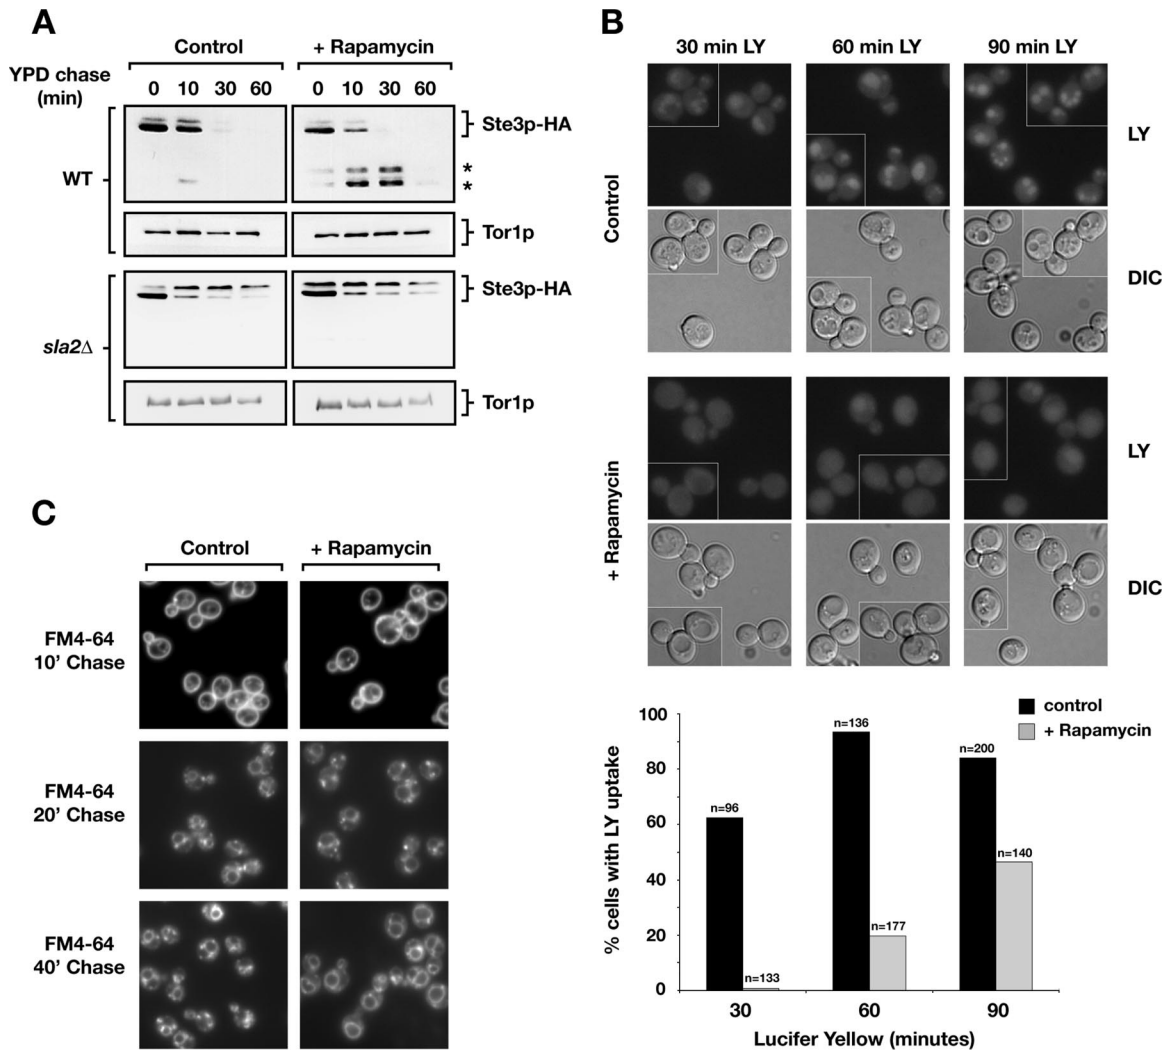 A
Control
+ Rapamycin
YPD chase
(min)
0 10 30 60
0 10 30 60
WT
Ste3p-HA
*
*
Tor1p
sla2Δ
Ste3p-HA
Tor1p
B
30 min LY
60 min LY
90 min LY
Control
LY
DIC
+ Rapamycin
LY
DIC
C
Control
+ Rapamycin
FM4-64
10’ Chase
FM4-64
20’ Chase
FM4-64
40’ Chase
control
+ Rapamycin
% cells with LY uptake
100
80
60
40
20
0
n=96
n=133
n=136
n=177
n=200
n=140
30
60
90
Lucifer Yellow (minutes)